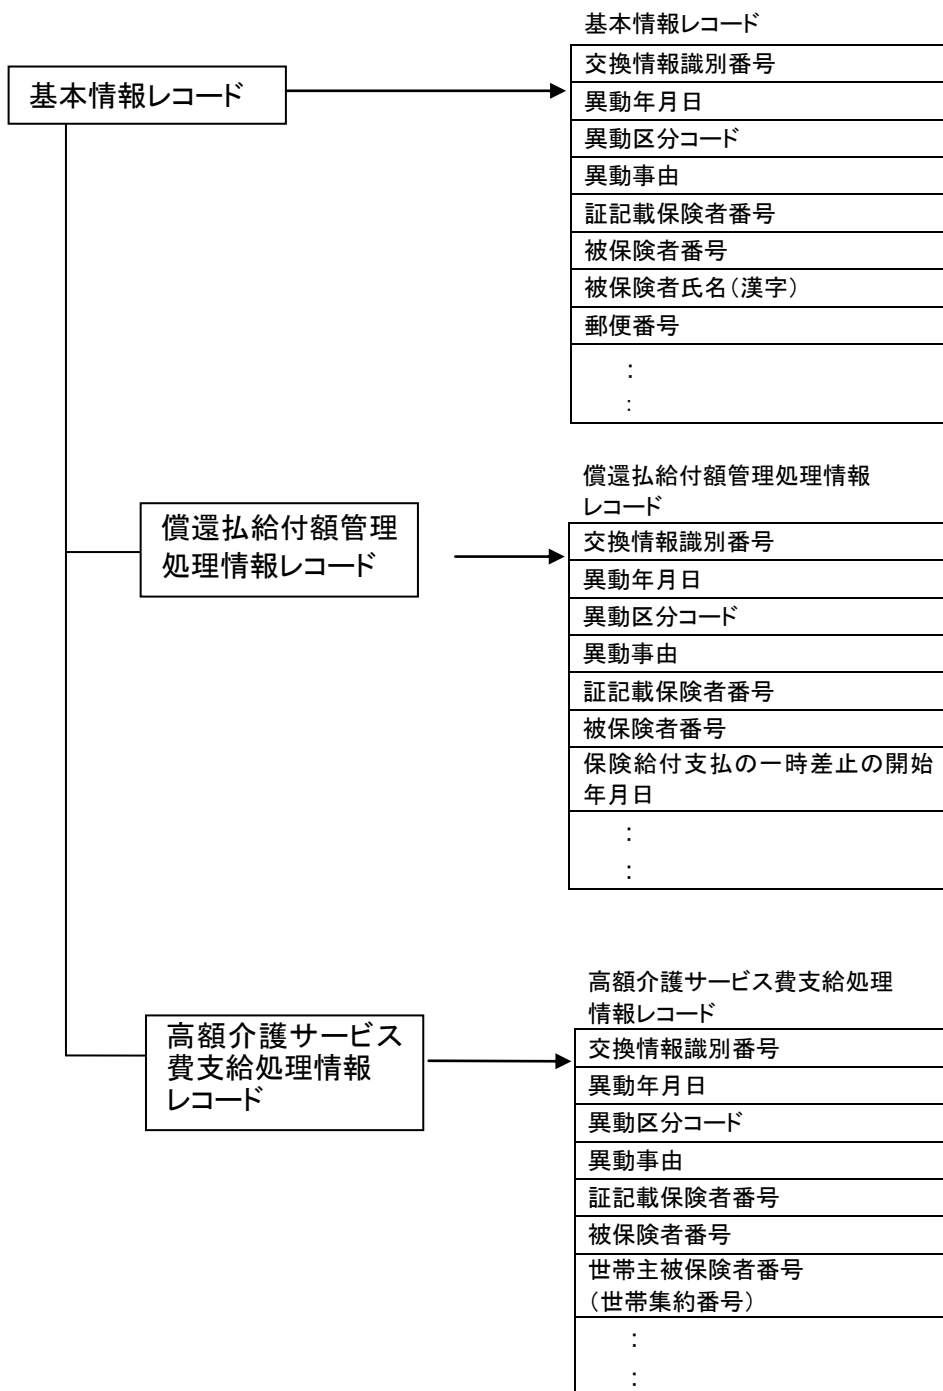 基本情報レコード
基本情報レコード
交換情報識別番号
異動年月日
異動区分コード
異動事由
証記載保険者番号
被保険者番号
被保険者氏名（漢字）
郵便番号
：
：
償還払給付額管理
処理情報レコード
償還払給付額管理処理情報
レコード
交換情報識別番号
異動年月日
異動区分コード
異動事由
証記載保険者番号
被保険者番号
保険給付支払の一時差止の開始
年月日
：
：
高額介護サービス
費支給処理情報
レコード
高額介護サービス費支給処理
情報レコード
交換情報識別番号
異動年月日
異動区分コード
異動事由
証記載保険者番号
被保険者番号
世帯主被保険者番号
（世帯集約番号）
：
：